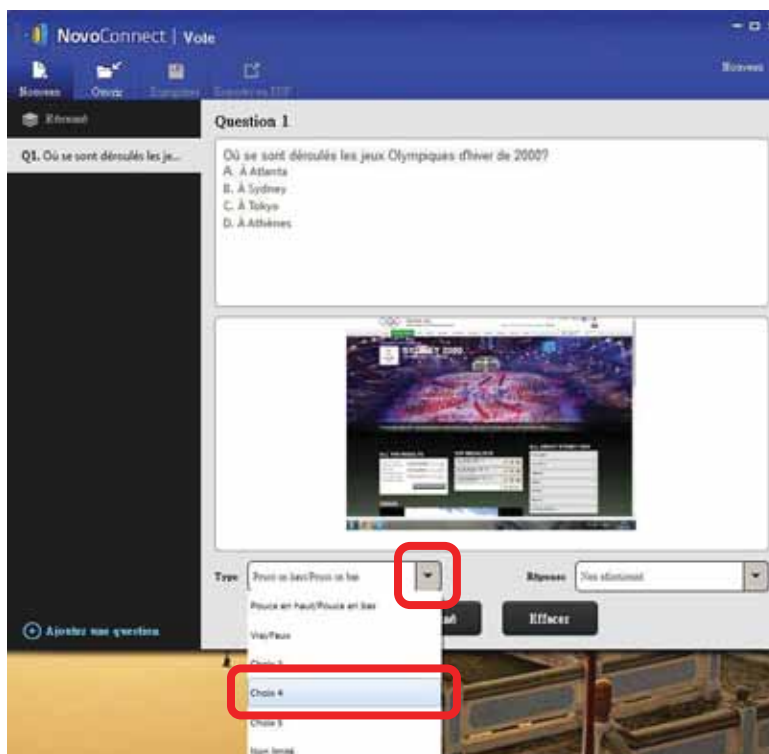 NovoConnect | Vote
Nouveau Ouvrir Enregistrer Exporter en PDF Nouveau
Résumé
Question 1
Q1. Où se sont déroulés les je...
Où se sont déroulés les jeux Olympiques d'hiver de 2000?
A. À Atlanta
B. À Sydney
C. À Tokyo
D. À Athènes
SYDNEY 2000
Type Pouce en haut/Pouce en bas Réponse Non sélectionné
Pouce en haut/Pouce en bas
Effacer
Vrai/Faux
Ajouter une question
Choix 4
Choix 5
Non limité